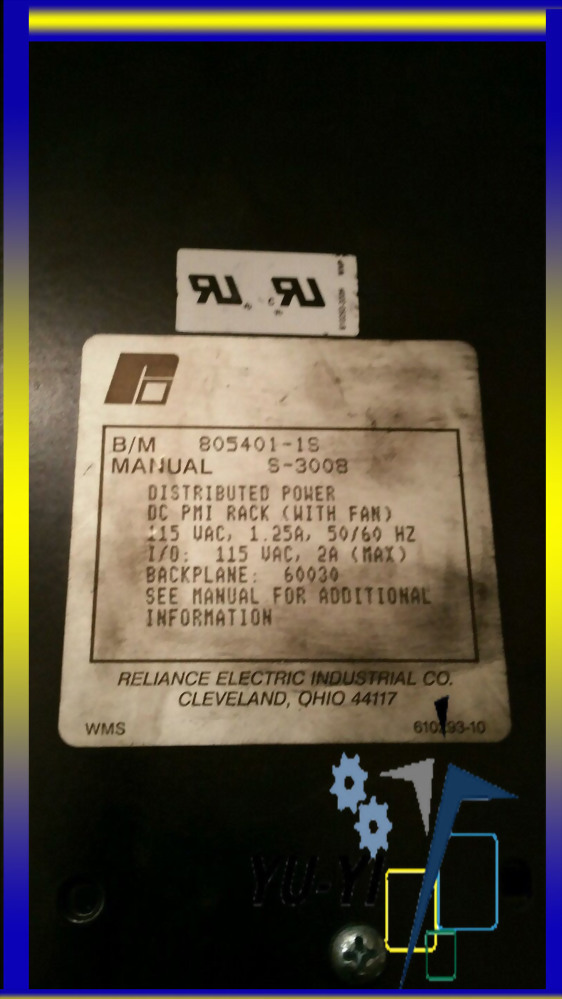 B/M 805401-1S
MANUAL S-3008
DISTRIBUTED POWER
DC PMI RACK (WITH FAN)
115 VAC, 1.25A, 50/60 HZ
I/O: 115 VAC, 2A (MAX)
BACKPLANE: 60030
SEE MANUAL FOR ADDITIONAL
INFORMATION
RELIANCE ELECTRIC INDUSTRIAL CO.
CLEVELAND, OHIO 44117
WMS
YU-YI